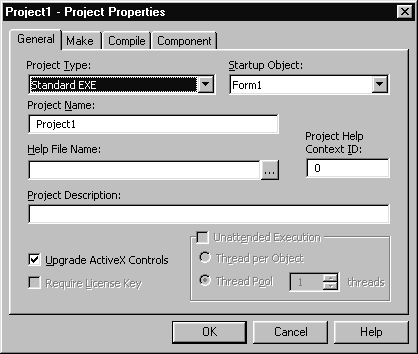 Project1 - Project Properties
General Make Compile Component
Project Type: Startup Object:
Standard EXE Form1
Project Name:
Project1
Help File Name: Project Help
Context ID:
... 0
Project Description:
Unattended Execution
Upgrade ActiveX Controls Thread per Object
Require License Key Thread Pool 1 threads
OK Cancel Help